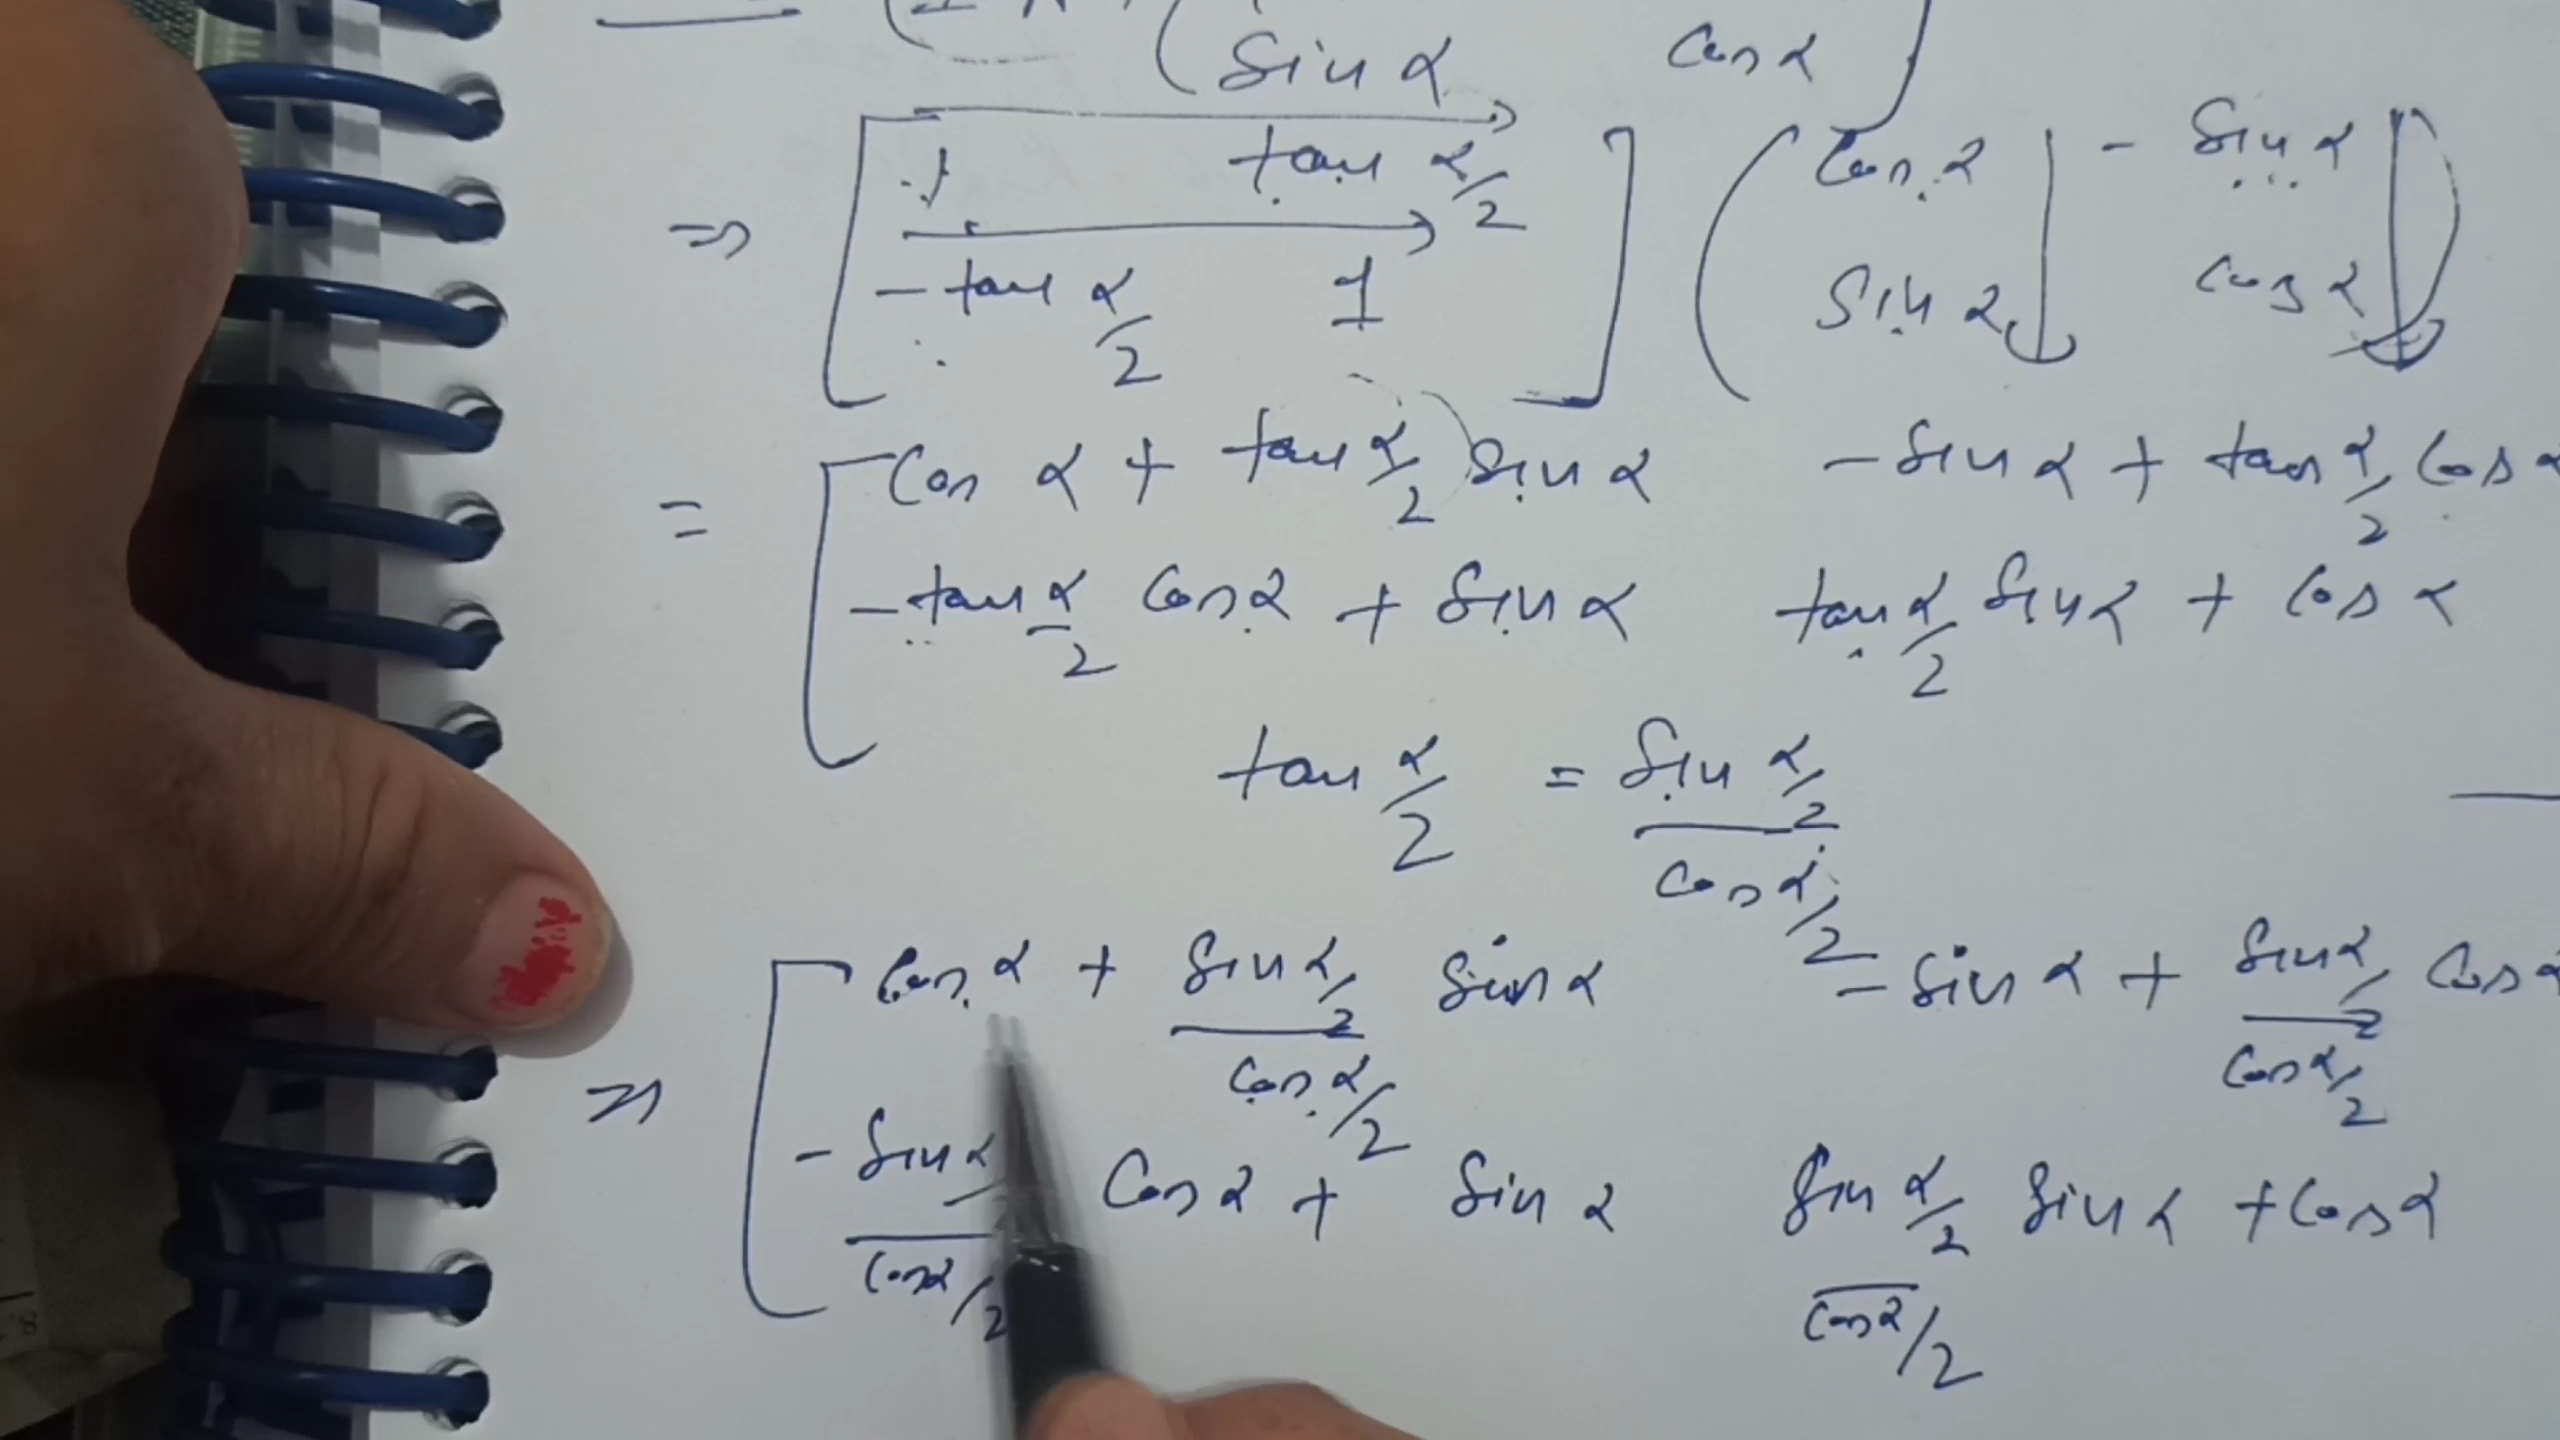 Sin α cos α
⇒ [ 1 tan α/2 ] ( cos α - Sin α
- tan α/2 1 Sin α cos α
= [ cos α + tan α/2 Sin α - Sin α + tan α/2 cos α
- tan α/2 cos α + Sin α tan α/2 Sin α + cos α
tan α/2 = Sin α/2 / cos α/2
⇒ [ cos α + Sin α/2 / cos α/2 Sin α - Sin α + Sin α/2 / cos α/2 cos α
- Sin α/2 / cos α/2 cos α + Sin α Sin α/2 / cos α/2 Sin α + cos α